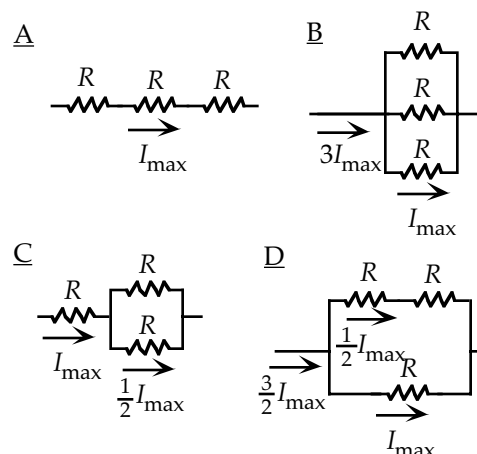 A
R R R
I_max
B
R
R
3I_max
R
I_max
C
R
R
R
I_max
1/2 I_max
D
R R
1/2 I_max
R
3/2 I_max
I_max